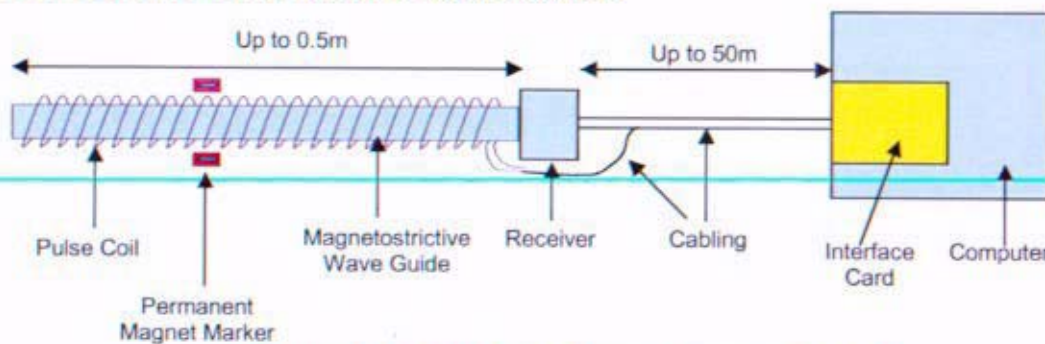 Up to 0.5m
Up to 50m
Pulse Coil
Magnetostrictive
Wave Guide
Receiver
Cabling
Interface
Card
Computer
Permanent
Magnet Marker